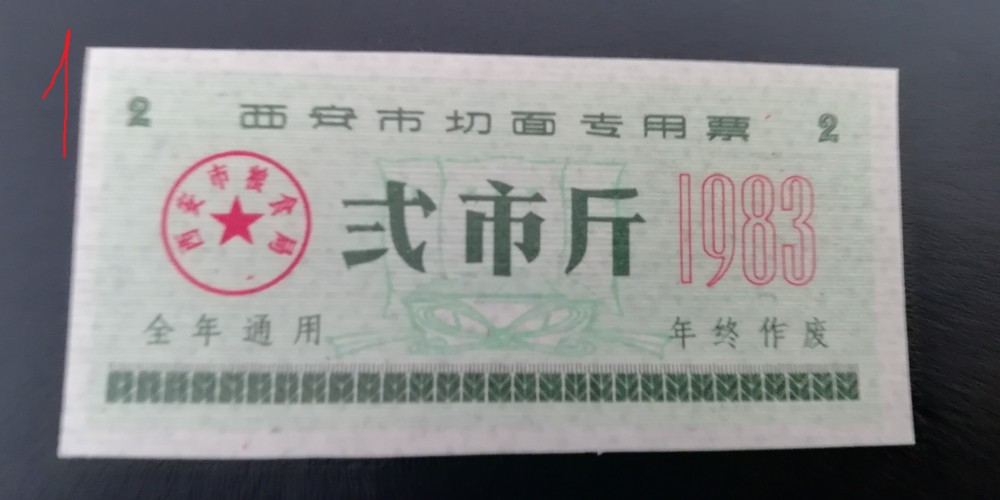 1
2 西安市切面专用票 2
西安市粮食局
弍市斤 1983
全年通用 年终作废